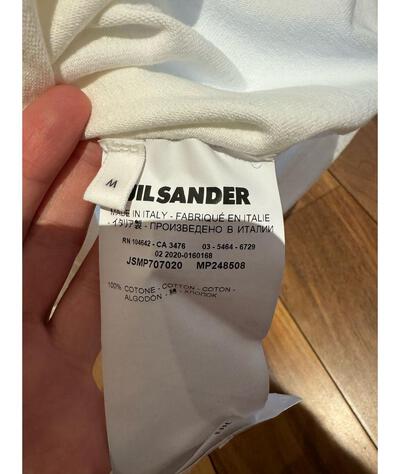 M
JIL SANDER
MADE IN ITALY - FABRIQUÉ EN ITALIE
- イタリア製 - ПРОИЗВЕДЕНО В ИТАЛИИ
RN 104642 - CA 3476 03 - 5464 - 6729
02 2020-0160168
JSMP707020 MP248508
100% COTONE - COTTON - COTON -
ALGODÓN - 綿 - ХЛОПОК